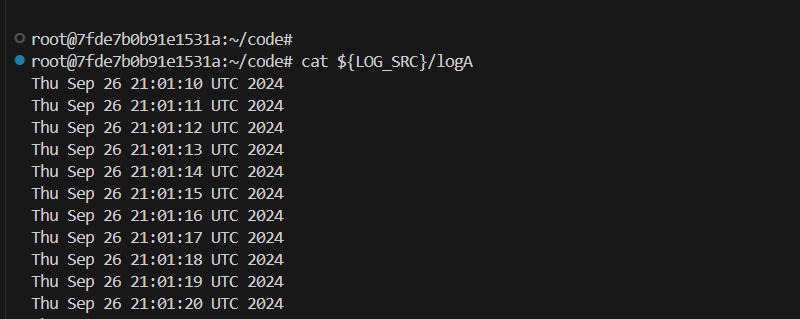 root@7fde7b0b91e1531a:~/code#
root@7fde7b0b91e1531a:~/code# cat ${LOG_SRC}/logA
Thu Sep 26 21:01:10 UTC 2024
Thu Sep 26 21:01:11 UTC 2024
Thu Sep 26 21:01:12 UTC 2024
Thu Sep 26 21:01:13 UTC 2024
Thu Sep 26 21:01:14 UTC 2024
Thu Sep 26 21:01:15 UTC 2024
Thu Sep 26 21:01:16 UTC 2024
Thu Sep 26 21:01:17 UTC 2024
Thu Sep 26 21:01:18 UTC 2024
Thu Sep 26 21:01:19 UTC 2024
Thu Sep 26 21:01:20 UTC 2024